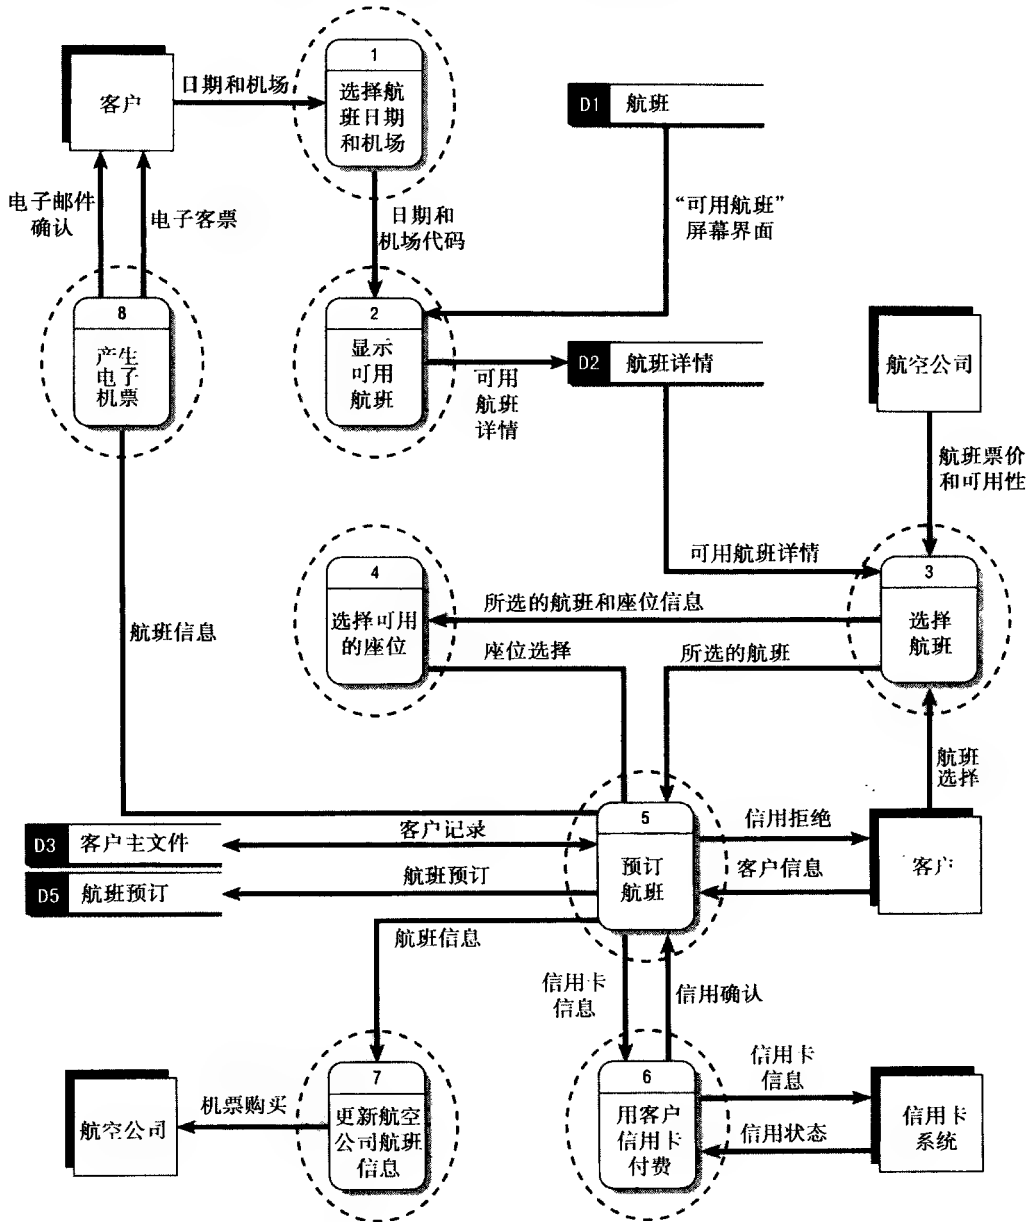 客户
日期和机场
1
选择航
班日期
和机场
D1
航班
电子邮件
确认
电子客票
日期和
机场代码
“可用航班”
屏幕界面
8
产生
电子
机票
2
显示
可用
航班
可用
航班
详情
D2
航班详情
航空公司
航班票价
和可用性
可用航班详情
4
选择可用
的座位
所选的航班和座位信息
座位选择
所选的航班
3
选择
航班
航班信息
航班
选择
D3
客户主文件
客户记录
5
预订
航班
信用拒绝
客户信息
客户
D5
航班预订
航班预订
航班信息
信用卡
信息
信用确认
航空公司
机票购买
7
更新航空
公司航班
信息
6
用客户
信用卡
付费
信用卡
信息
信用状态
信用卡
系统